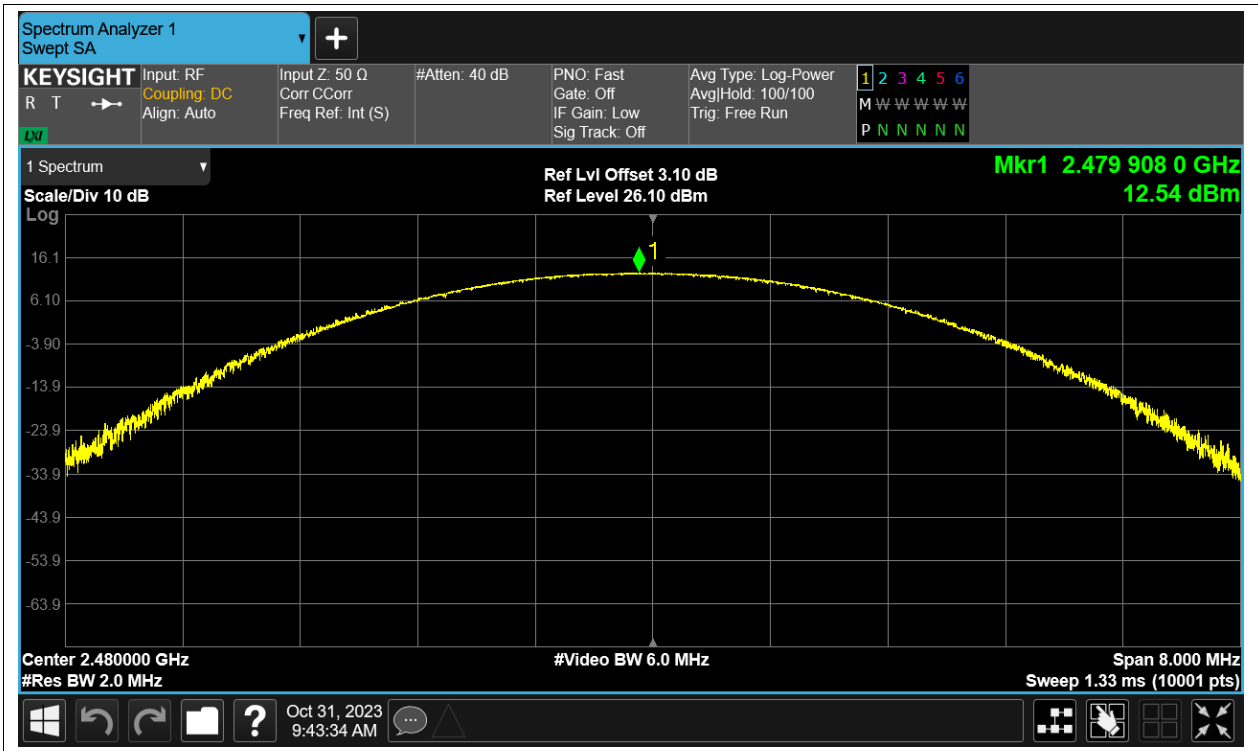 Spectrum Analyzer 1
Swept SA
KEYSIGHT
R T
LXI
Input: RF
Coupling: DC
Align: Auto
Input Z: 50 Ω
Corr CCorr
Freq Ref: Int (S)
#Atten: 40 dB
PNO: Fast
Gate: Off
IF Gain: Low
Sig Track: Off
Avg Type: Log-Power
Avg|Hold: 100/100
Trig: Free Run
1 2 3 4 5 6
M W W W W W
P N N N N N
1 Spectrum
Scale/Div 10 dB
Ref Lvl Offset 3.10 dB
Ref Level 26.10 dBm
Mkr1 2.479 908 0 GHz
12.54 dBm
Log
1
16.1
6.10
-3.90
-13.9
-23.9
-33.9
-43.9
-53.9
-63.9
Center 2.480000 GHz
#Video BW 6.0 MHz
Span 8.000 MHz
#Res BW 2.0 MHz
Sweep 1.33 ms (10001 pts)
?
Oct 31, 2023
9:43:34 AM